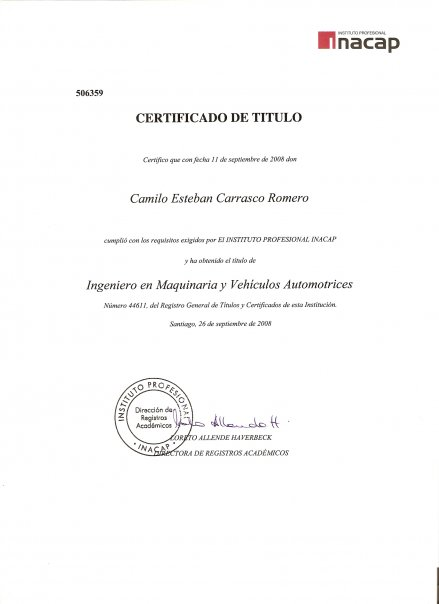 INSTITUTO PROFESIONAL
inacap
506359
CERTIFICADO DE TITULO
Certifico que con fecha 11 de septiembre de 2008 don
Camilo Esteban Carrasco Romero
cumplió con los requisitos exigidos por El INSTITUTO PROFESIONAL INACAP
y ha obtenido el titulo de
Ingeniero en Maquinaria y Vehículos Automotrices
Número 44611, del Registro General de Títulos y Certificados de esta Institución.
Santiago, 26 de septiembre de 2008
INSTITUTO PROFESIONAL
Dirección de
Registros
Académicos
· INACAP ·
Allende H.
LORETO ALLENDE HAVERBECK
DIRECTORA DE REGISTROS ACADÉMICOS